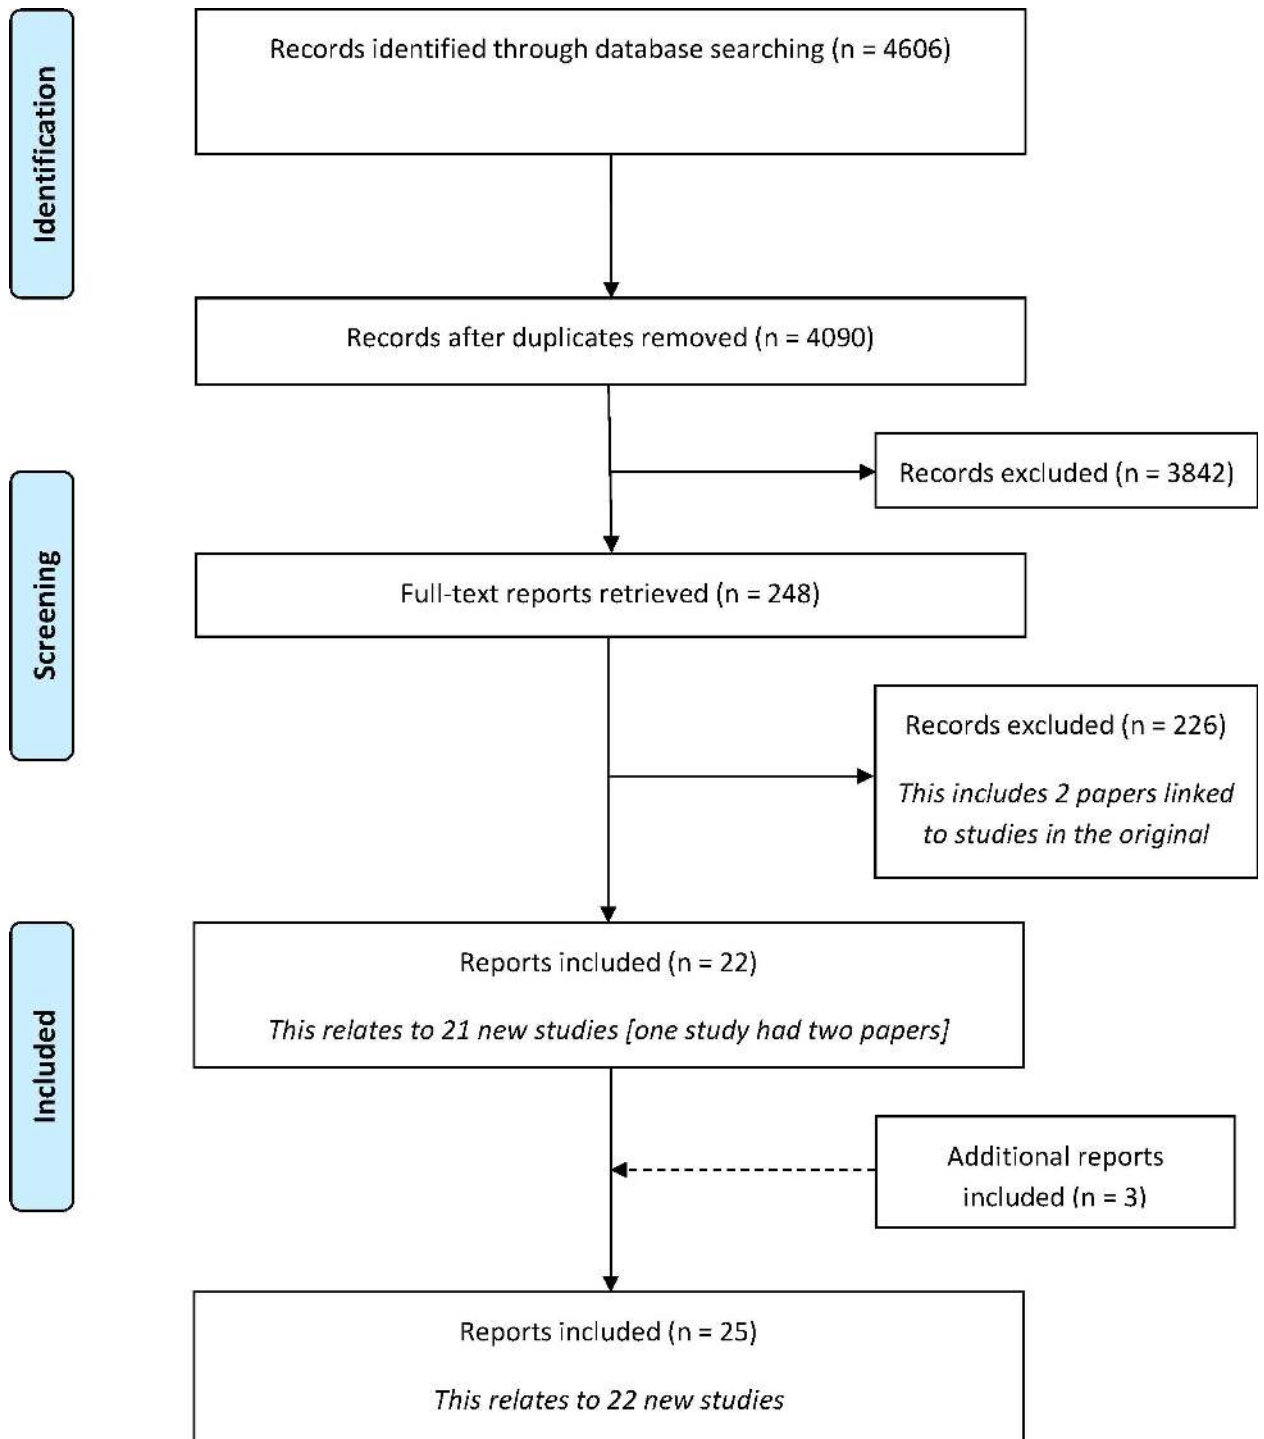 Identification
Records identified through database searching (n = 4606)
Records after duplicates removed (n = 4090)
Records excluded (n = 3842)
Screening
Full-text reports retrieved (n = 248)
Records excluded (n = 226)
This includes 2 papers linked
to studies in the original
Included
Reports included (n = 22)
This relates to 21 new studies [one study had two papers]
Additional reports
included (n = 3)
Reports included (n = 25)
This relates to 22 new studies